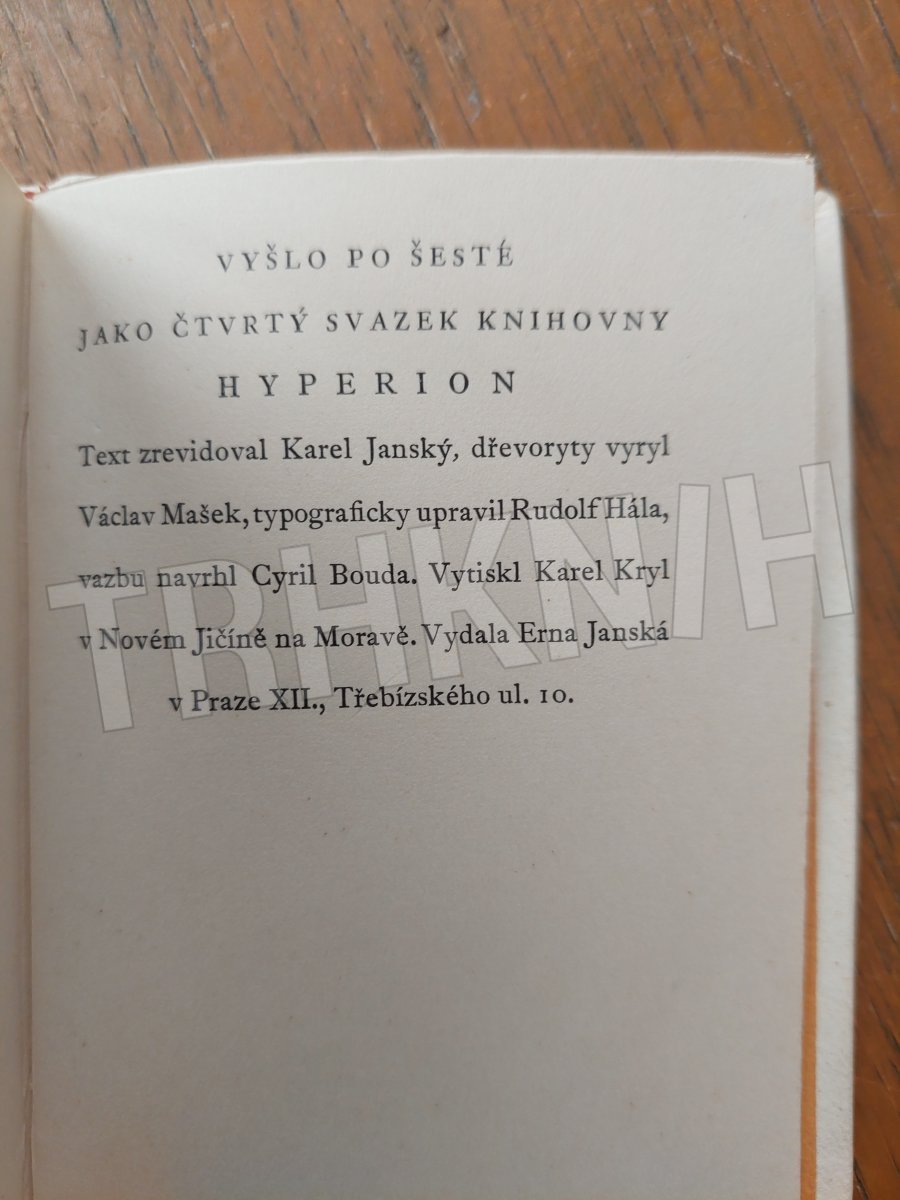 VYŠLO PO ŠESTÉ
JAKO ČTVRTÝ SVAZEK KNIHOVNY
HYPERION
Text zrevidoval Karel Janský, dřevoryty vyryl
Václav Mašek, typograficky upravil Rudolf Hála,
vazbu navrhl Cyril Bouda. Vytiskl Karel Kryl
v Novém Jičíně na Moravě. Vydala Erna Janská
v Praze XII., Třebízského ul. 10.
TRHKNIH